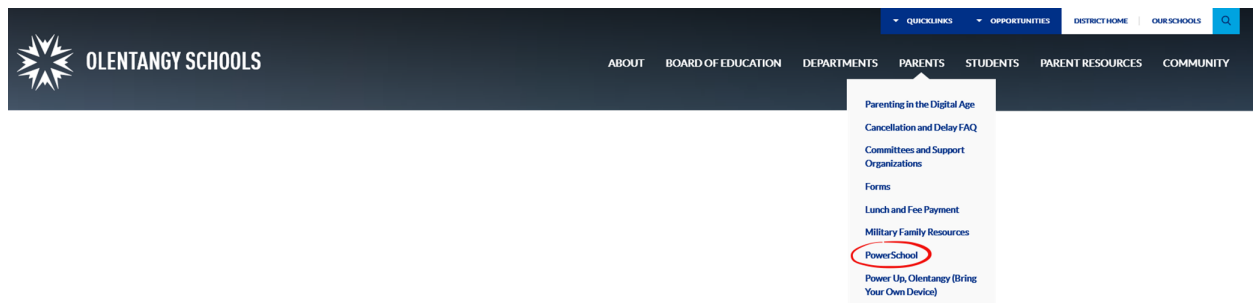 QUICKLINKS OPPORTUNITIES DISTRICT HOME OUR SCHOOLS
OLENTANGY SCHOOLS
ABOUT BOARD OF EDUCATION DEPARTMENTS PARENTS STUDENTS PARENT RESOURCES COMMUNITY
Parenting in the Digital Age
Cancellation and Delay FAQ
Committees and Support
Organizations
Forms
Lunch and Fee Payment
Military Family Resources
PowerSchool
Power Up, Olentangy (Bring
Your Own Device)